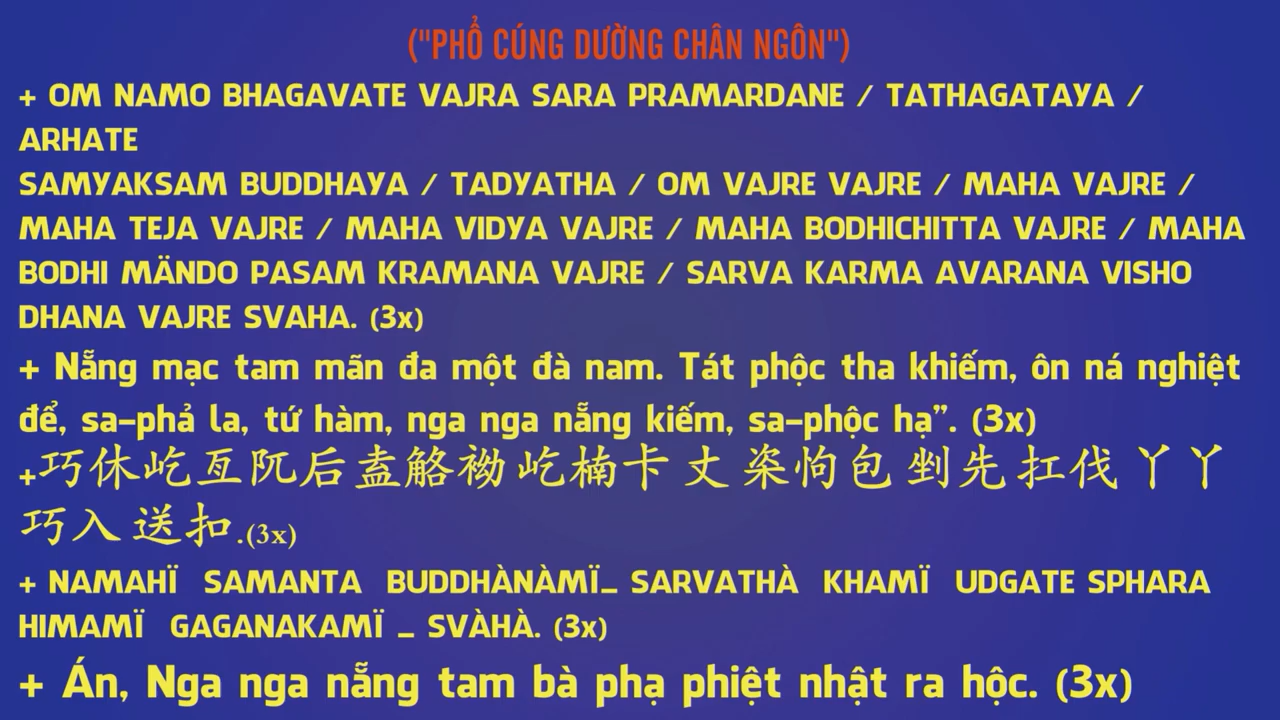 ("PHỔ CÚNG DƯỜNG CHÂN NGÔN")
+ OM NAMO BHAGAVATE VAJRA SARA PRAMARDANE / TATHAGATAYA /
ARHATE
SAMYAKSAM BUDDHAYA / TADYATHA / OM VAJRE VAJRE / MAHA VAJRE /
MAHA TEJA VAJRE / MAHA VIDYA VAJRE / MAHA BODHICHITTA VAJRE / MAHA
BODHI MÄNDO PASAM KRAMANA VAJRE / SARVA KARMA AVARANA VISHO
DHANA VAJRE SVAHA. (3x)
+ Nẵng mạc tam mãn đa một đà nam. Tát phộc tha khiếm, ôn ná nghiệt
để, sa-phả la, tứ hàm, nga nga nẵng kiếm, sa-phộc hạ”. (3x)
+巧休屹亙阢后盍觡袎屹楠卡丈栥恦包 剉先扛伐丫丫
巧入送扣.(3x)
+ NAMAHÏ SAMANTA BUDDHÀNÀMÏ_ SARVATHÀ KHAMÏ UDGATE SPHARA
HIMAMÏ GAGANAKAMÏ _ SVÀHÀ. (3x)
+ Án, Nga nga nẵng tam bà phạ phiệt nhật ra hộc. (3x)